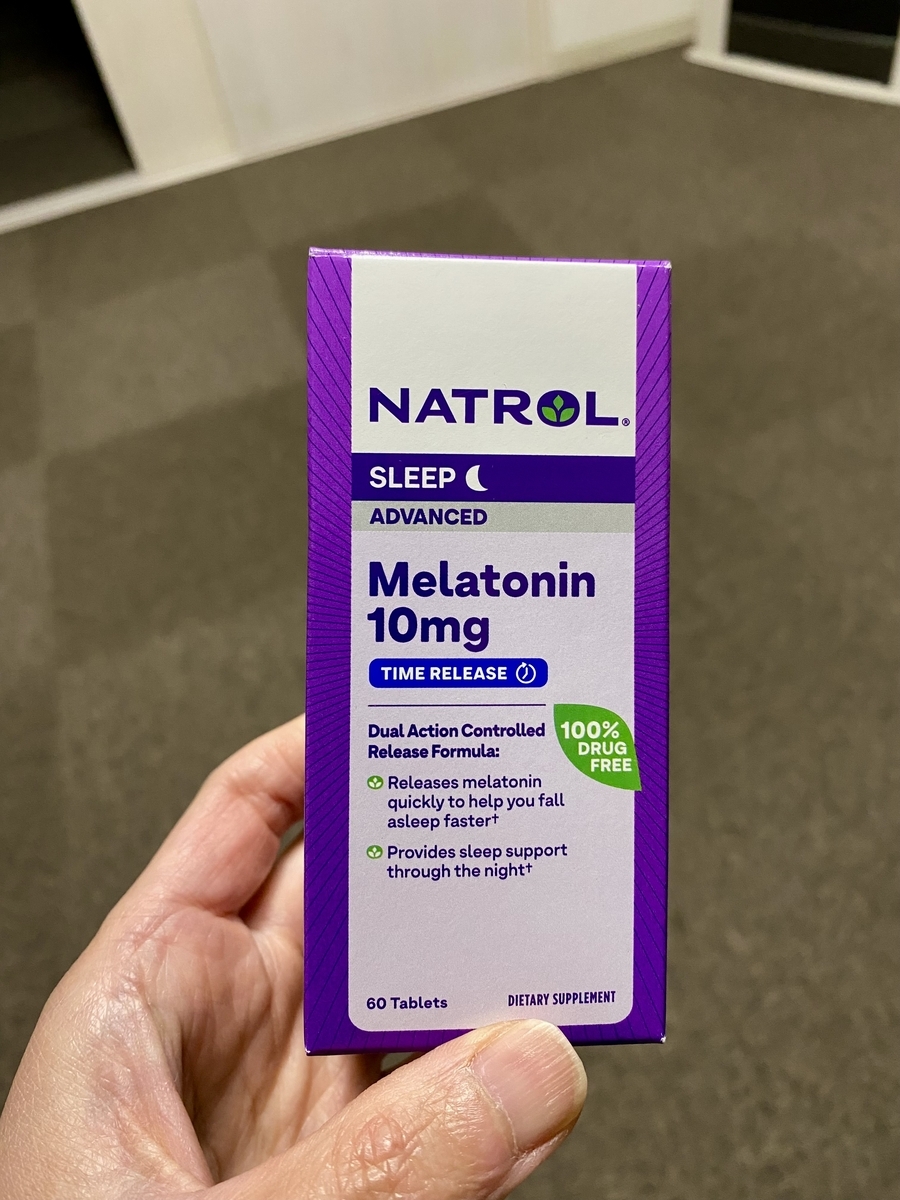 NATROL®
SLEEP
ADVANCED
Melatonin
10mg
TIME RELEASE
Dual Action Controlled
Release Formula:
Releases melatonin
quickly to help you fall
asleep faster†
Provides sleep support
through the night†
100%
DRUG
FREE
60 Tablets
DIETARY SUPPLEMENT